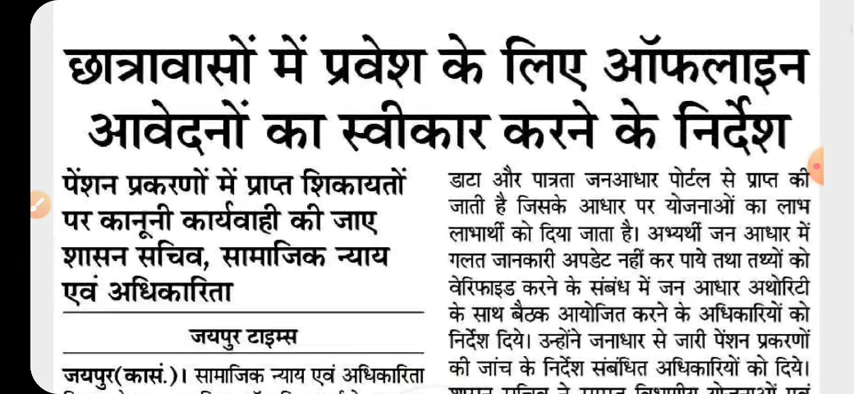 छात्रावासों में प्रवेश के लिए ऑफलाइन
आवेदनों का स्वीकार करने के निर्देश
पेंशन प्रकरणों में प्राप्त शिकायतों
पर कानूनी कार्यवाही की जाए
शासन सचिव, सामाजिक न्याय
एवं अधिकारिता
जयपुर टाइम्स
जयपुर(कासं.)। सामाजिक न्याय एवं अधिकारिता
डाटा और पात्रता जनआधार पोर्टल से प्राप्त की
जाती है जिसके आधार पर योजनाओं का लाभ
लाभार्थी को दिया जाता है। अभ्यर्थी जन आधार में
गलत जानकारी अपडेट नहीं कर पाये तथा तथ्यों को
वेरिफाइड करने के संबंध में जन आधार अथोरिटी
के साथ बैठक आयोजित करने के अधिकारियों को
निर्देश दिये। उन्होंने जनाधार से जारी पेंशन प्रकरणों
की जांच के निर्देश संबंधित अधिकारियों को दिये।